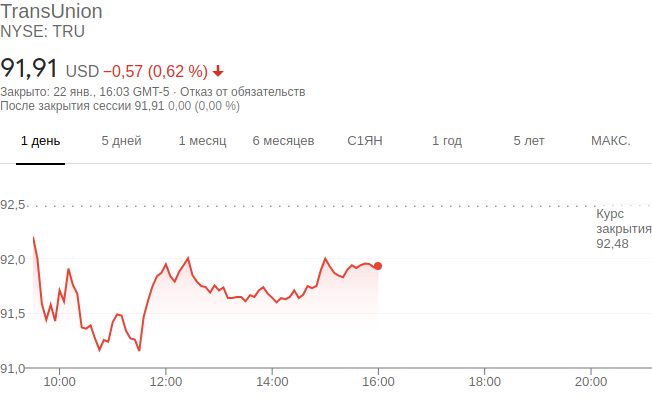 TransUnion
NYSE: TRU
91,91 USD −0,57 (0,62 %)
Закрыто: 22 янв., 16:03 GMT-5 · Отказ от обязательств
После закрытия сессии 91,91 0,00 (0,00 %)
1 день 5 дней 1 месяц 6 месяцев С1ЯН 1 год 5 лет МАКС.
92,5
Курс
закрытия
92,48
92,0
91,5
91,0
10:00 12:00 14:00 16:00 18:00 20:00